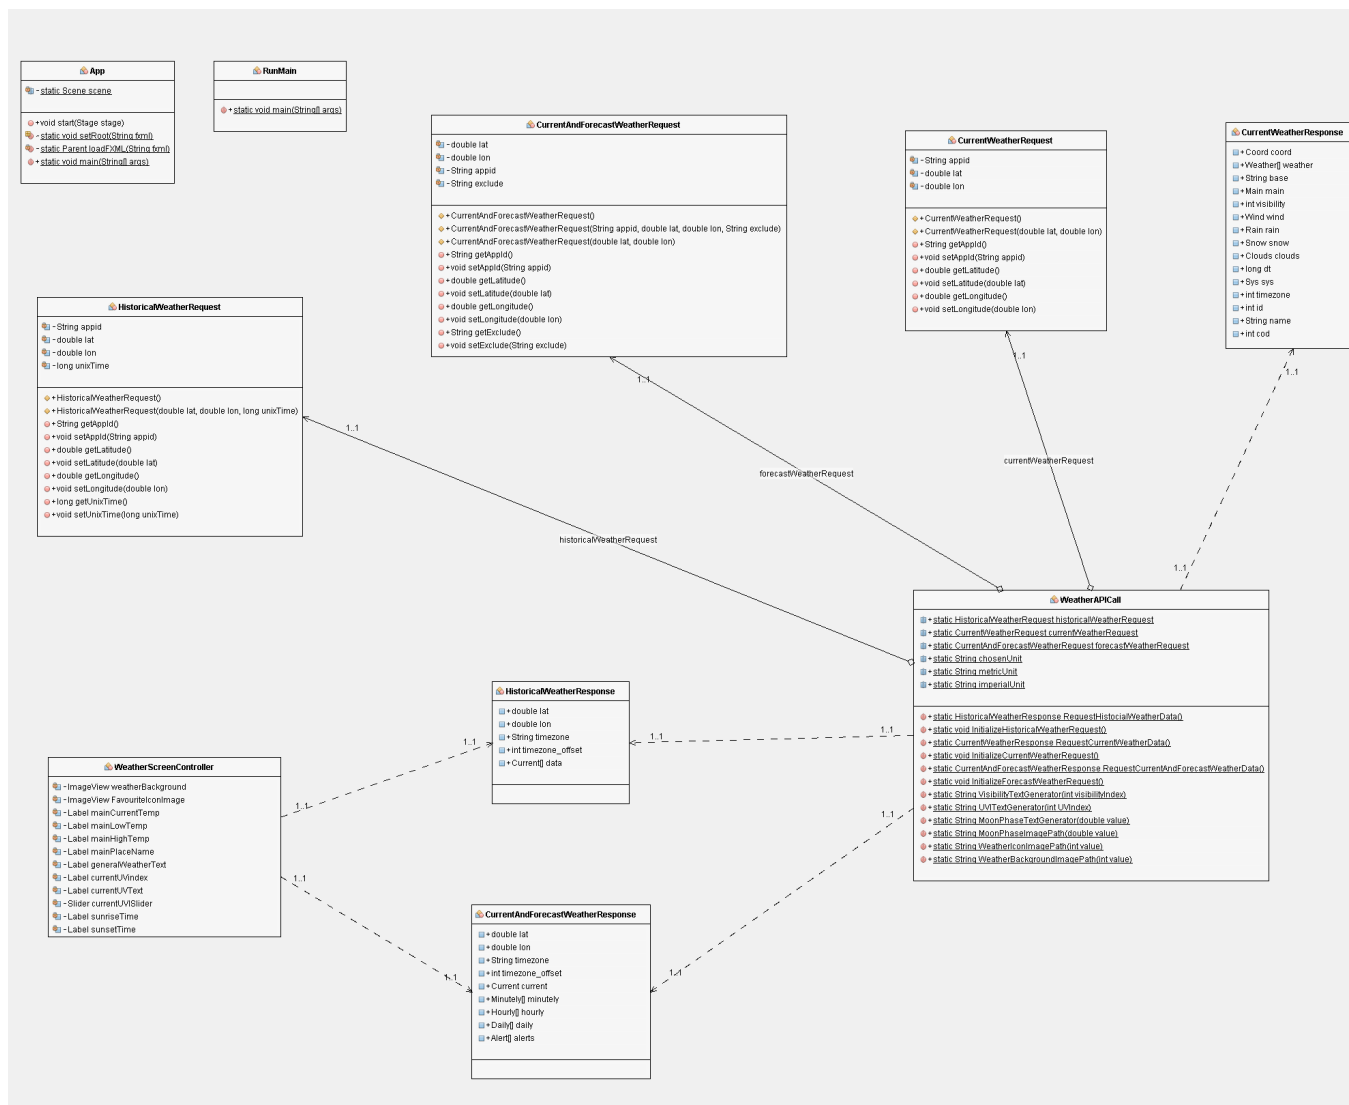 App
- static Scene scene
+ void start(Stage stage)
- static void setRoot(String fxml)
- static Parent loadFXML(String fxml)
+ static void main(String[] args)
RunMain
+ static void main(String[] args)
CurrentAndForecastWeatherRequest
- double lat
- double lon
- String appid
- String exclude
+ CurrentAndForecastWeatherRequest()
+ CurrentAndForecastWeatherRequest(String appid, double lat, double lon, String exclude)
+ CurrentAndForecastWeatherRequest(double lat, double lon)
+ String getAppId()
+ void setAppId(String appid)
+ double getLatitude()
+ void setLatitude(double lat)
+ double getLongitude()
+ void setLongitude(double lon)
+ String getExclude()
+ void setExclude(String exclude)
CurrentWeatherRequest
- String appid
- double lat
- double lon
+ CurrentWeatherRequest()
+ CurrentWeatherRequest(double lat, double lon)
+ String getAppId()
+ void setAppId(String appid)
+ double getLatitude()
+ void setLatitude(double lat)
+ double getLongitude()
+ void setLongitude(double lon)
CurrentWeatherResponse
+ Coord coord
+ Weather[] weather
+ String base
+ Main main
+ int visibility
+ Wind wind
+ Rain rain
+ Snow snow
+ Clouds clouds
+ long dt
+ Sys sys
+ int timezone
+ int id
+ String name
+ int cod
HistoricalWeatherRequest
- String appid
- double lat
- double lon
- long unixTime
+ HistoricalWeatherRequest()
+ HistoricalWeatherRequest(double lat, double lon, long unixTime)
+ String getAppId()
+ void setAppId(String appid)
+ double getLatitude()
+ void setLatitude(double lat)
+ double getLongitude()
+ void setLongitude(double lon)
+ long getUnixTime()
+ void setUnixTime(long unixTime)
1..1
1..1
1..1
1..1
currentWeatherRequest
forecastWeatherRequest
historicalWeatherRequest
1..1
WeatherAPICall
+ static HistoricalWeatherRequest historicalWeatherRequest
+ static CurrentWeatherRequest currentWeatherRequest
+ static CurrentAndForecastWeatherRequest forecastWeatherRequest
+ static String chosenUnit
+ static String metricUnit
+ static String imperialUnit
+ static HistoricalWeatherResponse RequestHistocialWeatherData()
+ static void InitializeHistoricalWeatherRequest()
+ static CurrentWeatherResponse RequestCurrentWeatherData()
+ static void InitializeCurrentWeatherRequest()
+ static CurrentAndForecastWeatherResponse RequestCurrentAndForecastWeatherData()
+ static void InitializeForecastWeatherRequest()
+ static String VisibilityTextGenerator(int visibilityIndex)
+ static String UVITextGenerator(int UVIndex)
+ static String MoonPhaseTextGenerator(double value)
+ static String MoonPhaseImagePath(double value)
+ static String WeatherIconImagePath(int value)
+ static String WeatherBackgroundImagePath(int value)
HistoricalWeatherResponse
+ double lat
+ double lon
+ String timezone
+ int timezone_offset
+ Current[] data
1..1
1..1
1..1
WeatherScreenController
- ImageView weatherBackground
- ImageView FavouriteIconImage
- Label mainCurrentTemp
- Label mainLowTemp
- Label mainHighTemp
- Label mainPlaceName
- Label generalWeatherText
- Label currentUVindex
- Label currentUVText
- Slider currentUVISlider
- Label sunriseTime
- Label sunsetTime
1..1
1..1
1..1
CurrentAndForecastWeatherResponse
+ double lat
+ double lon
+ String timezone
+ int timezone_offset
+ Current current
+ Minutely[] minutely
+ Hourly[] hourly
+ Daily[] daily
+ Alert[] alerts
1..1
1..1